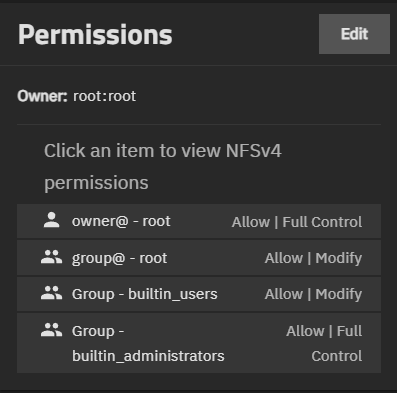 Permissions
Edit
Owner: root:root
Click an item to view NFSv4
permissions
owner@ - root Allow | Full Control
group@ - root Allow | Modify
Group - builtin_users Allow | Modify
Group - Allow | Full
builtin_administrators Control